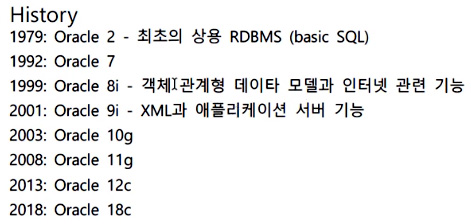 History
1979: Oracle 2 - 최초의 상용 RDBMS (basic SQL)
1992: Oracle 7
1999: Oracle 8i - 객체 관계형 데이타 모델과 인터넷 관련 기능
2001: Oracle 9i - XML과 애플리케이션 서버 기능
2003: Oracle 10g
2008: Oracle 11g
2013: Oracle 12c
2018: Oracle 18c